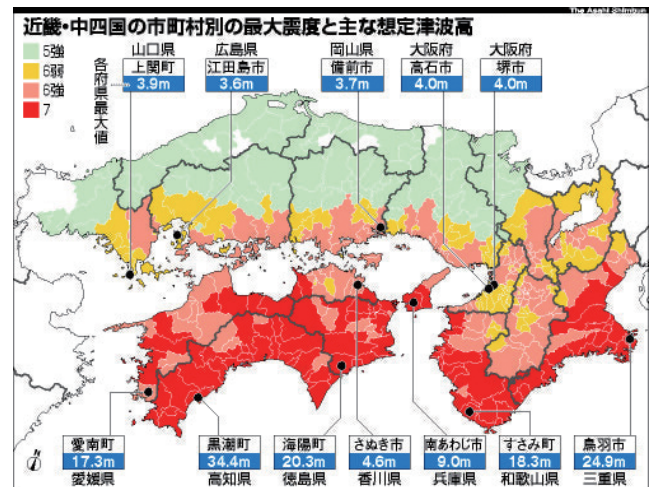 The Asahi Shimbun
近畿・中四国の市町村別の最大震度と主な想定津波高
5強
6弱
6強
7
各府県最大値
山口県
上関町
3.9m
広島県
江田島市
3.6m
岡山県
備前市
3.7m
大阪府
高石市
4.0m
大阪府
堺市
4.0m
愛南町
17.3m
愛媛県
黒潮町
34.4m
高知県
海陽町
20.3m
徳島県
さぬき市
4.6m
香川県
南あわじ市
9.0m
兵庫県
すさみ町
18.3m
和歌山県
鳥羽市
24.9m
三重県